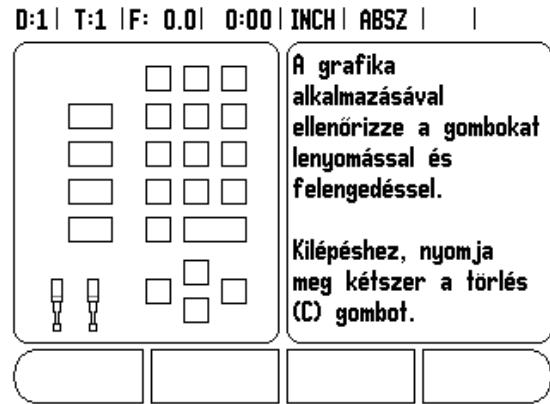 D:1 | T:1 | F: 0.0 | 0:00 | INCH | ABSZ | |
A grafika
alkalmazásával
ellenőrizze a gombokat
lenyomással és
felengedéssel.
Kilépéshez, nyomja
meg kétszer a törlés
(C) gombot.